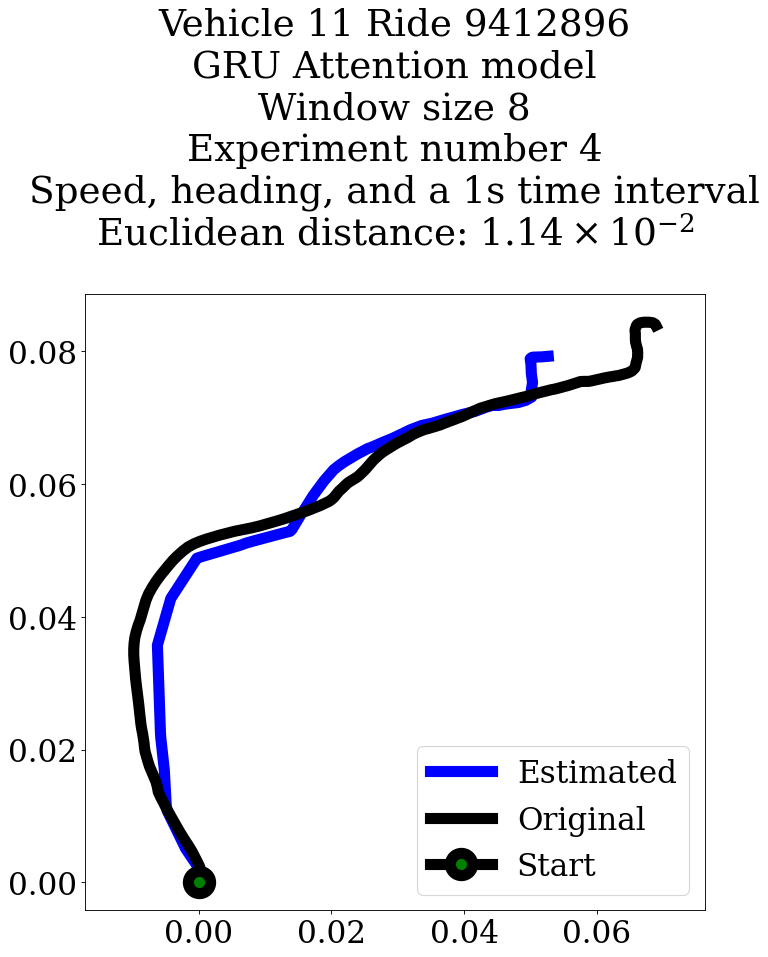 Vehicle 11 Ride 9412896
GRU Attention model
Window size 8
Experiment number 4
Speed, heading, and a 1s time interval
Euclidean distance: 1.14 × 10⁻²
0.08
0.06
0.04
0.02
0.00
Estimated
Original
Start
0.00 0.02 0.04 0.06